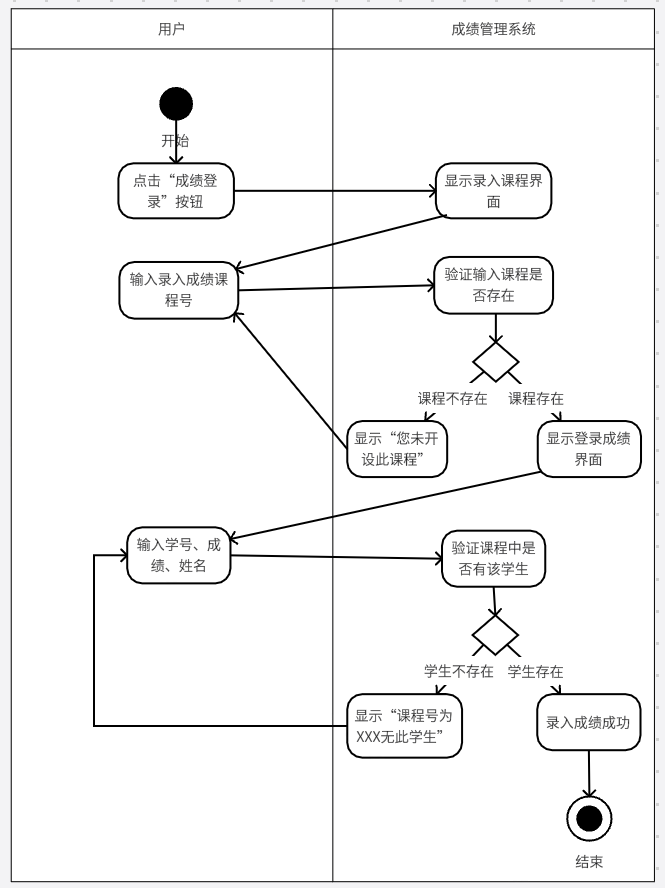 用户
成绩管理系统
开始
点击“成绩登
录”按钮
显示录入课程界
面
输入录入成绩课
程号
验证输入课程是
否存在
课程不存在
课程存在
显示“您未开
设此课程”
显示登录成绩
界面
输入学号、成
绩、姓名
验证课程中是
否有该学生
学生不存在
学生存在
显示“课程号为
XXX无此学生”
录入成绩成功
结束